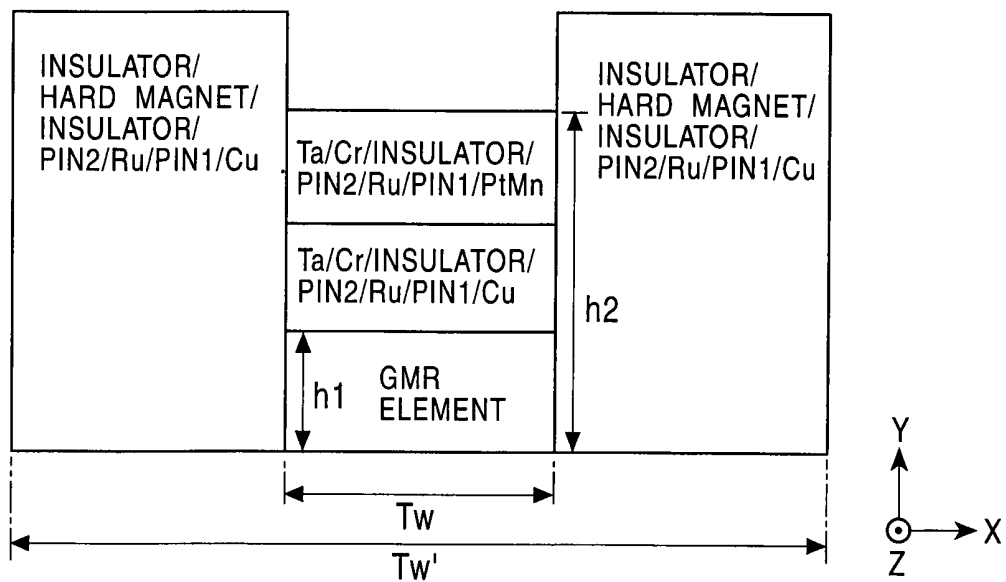 INSULATOR/
HARD MAGNET/
INSULATOR/
PIN2/Ru/PIN1/Cu
Ta/Cr/INSULATOR/
PIN2/Ru/PIN1/PtMn
Ta/Cr/INSULATOR/
PIN2/Ru/PIN1/Cu
h1
GMR
ELEMENT
h2
INSULATOR/
HARD MAGNET/
INSULATOR/
PIN2/Ru/PIN1/Cu
Tw
Tw'
Y
X
Z